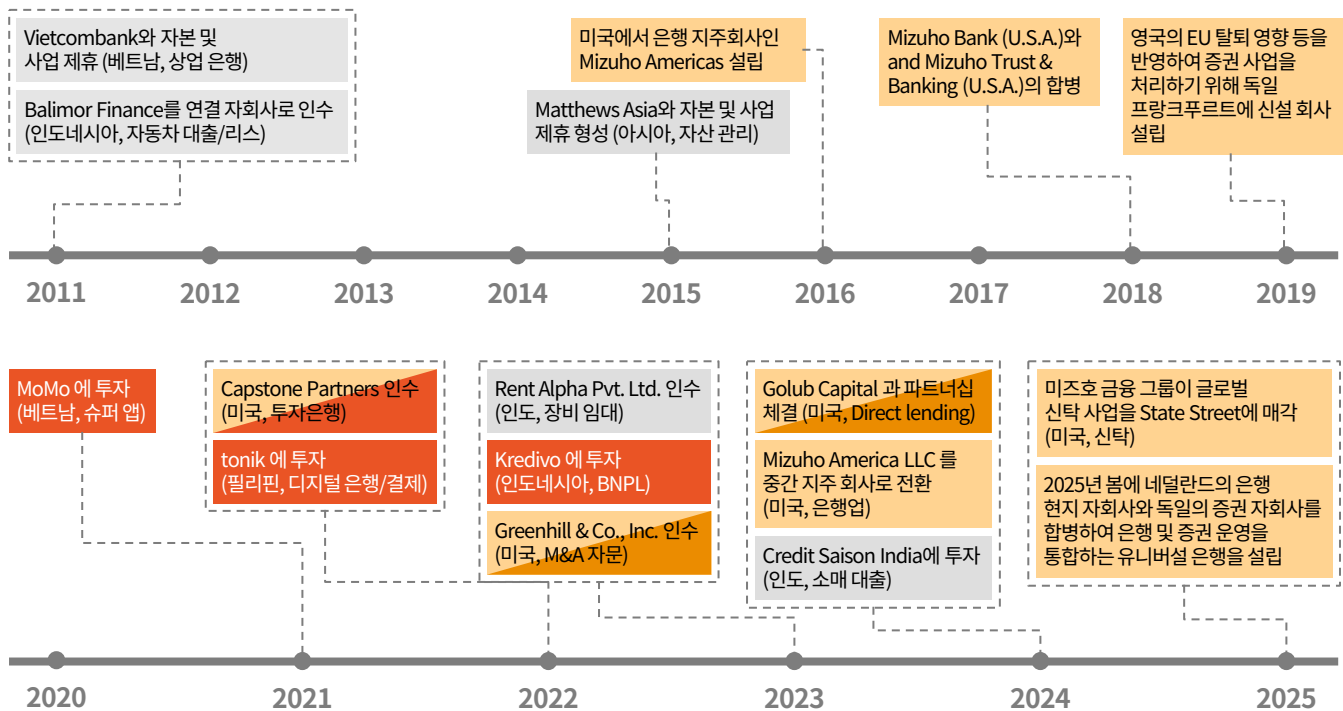 Vietcombank와 자본 및
사업 제휴 (베트남, 상업 은행)
Balimor Finance를 연결 자회사로 인수
(인도네시아, 자동차 대출/리스)
미국에서 은행 지주회사인
Mizuho Americas 설립
Matthews Asia와 자본 및 사업
제휴 형성 (아시아, 자산 관리)
Mizuho Bank (U.S.A.)와
and Mizuho Trust &
Banking (U.S.A.)의 합병
영국의 EU 탈퇴 영향 등을
반영하여 증권 사업을
처리하기 위해 독일
프랑크푸르트에 신설 회사
설립
2011
2012
2013
2014
2015
2016
2017
2018
2019
MoMo 에 투자
(베트남, 슈퍼 앱)
Capstone Partners 인수
(미국, 투자은행)
tonik 에 투자
(필리핀, 디지털 은행/결제)
Rent Alpha Pvt. Ltd. 인수
(인도, 장비 임대)
Kredivo 에 투자
(인도네시아, BNPL)
Greenhill & Co., Inc. 인수
(미국, M&A 자문)
Golub Capital 과 파트너십
체결 (미국, Direct lending)
Mizuho America LLC 를
중간 지주 회사로 전환
(미국, 은행업)
Credit Saison India에 투자
(인도, 소매 대출)
미즈호 금융 그룹이 글로벌
신탁 사업을 State Street에 매각
(미국, 신탁)
2025년 봄에 네덜란드의 은행
현지 자회사와 독일의 증권 자회사를
합병하여 은행 및 증권 운영을
통합하는 유니버설 은행을 설립
2020
2021
2022
2023
2024
2025